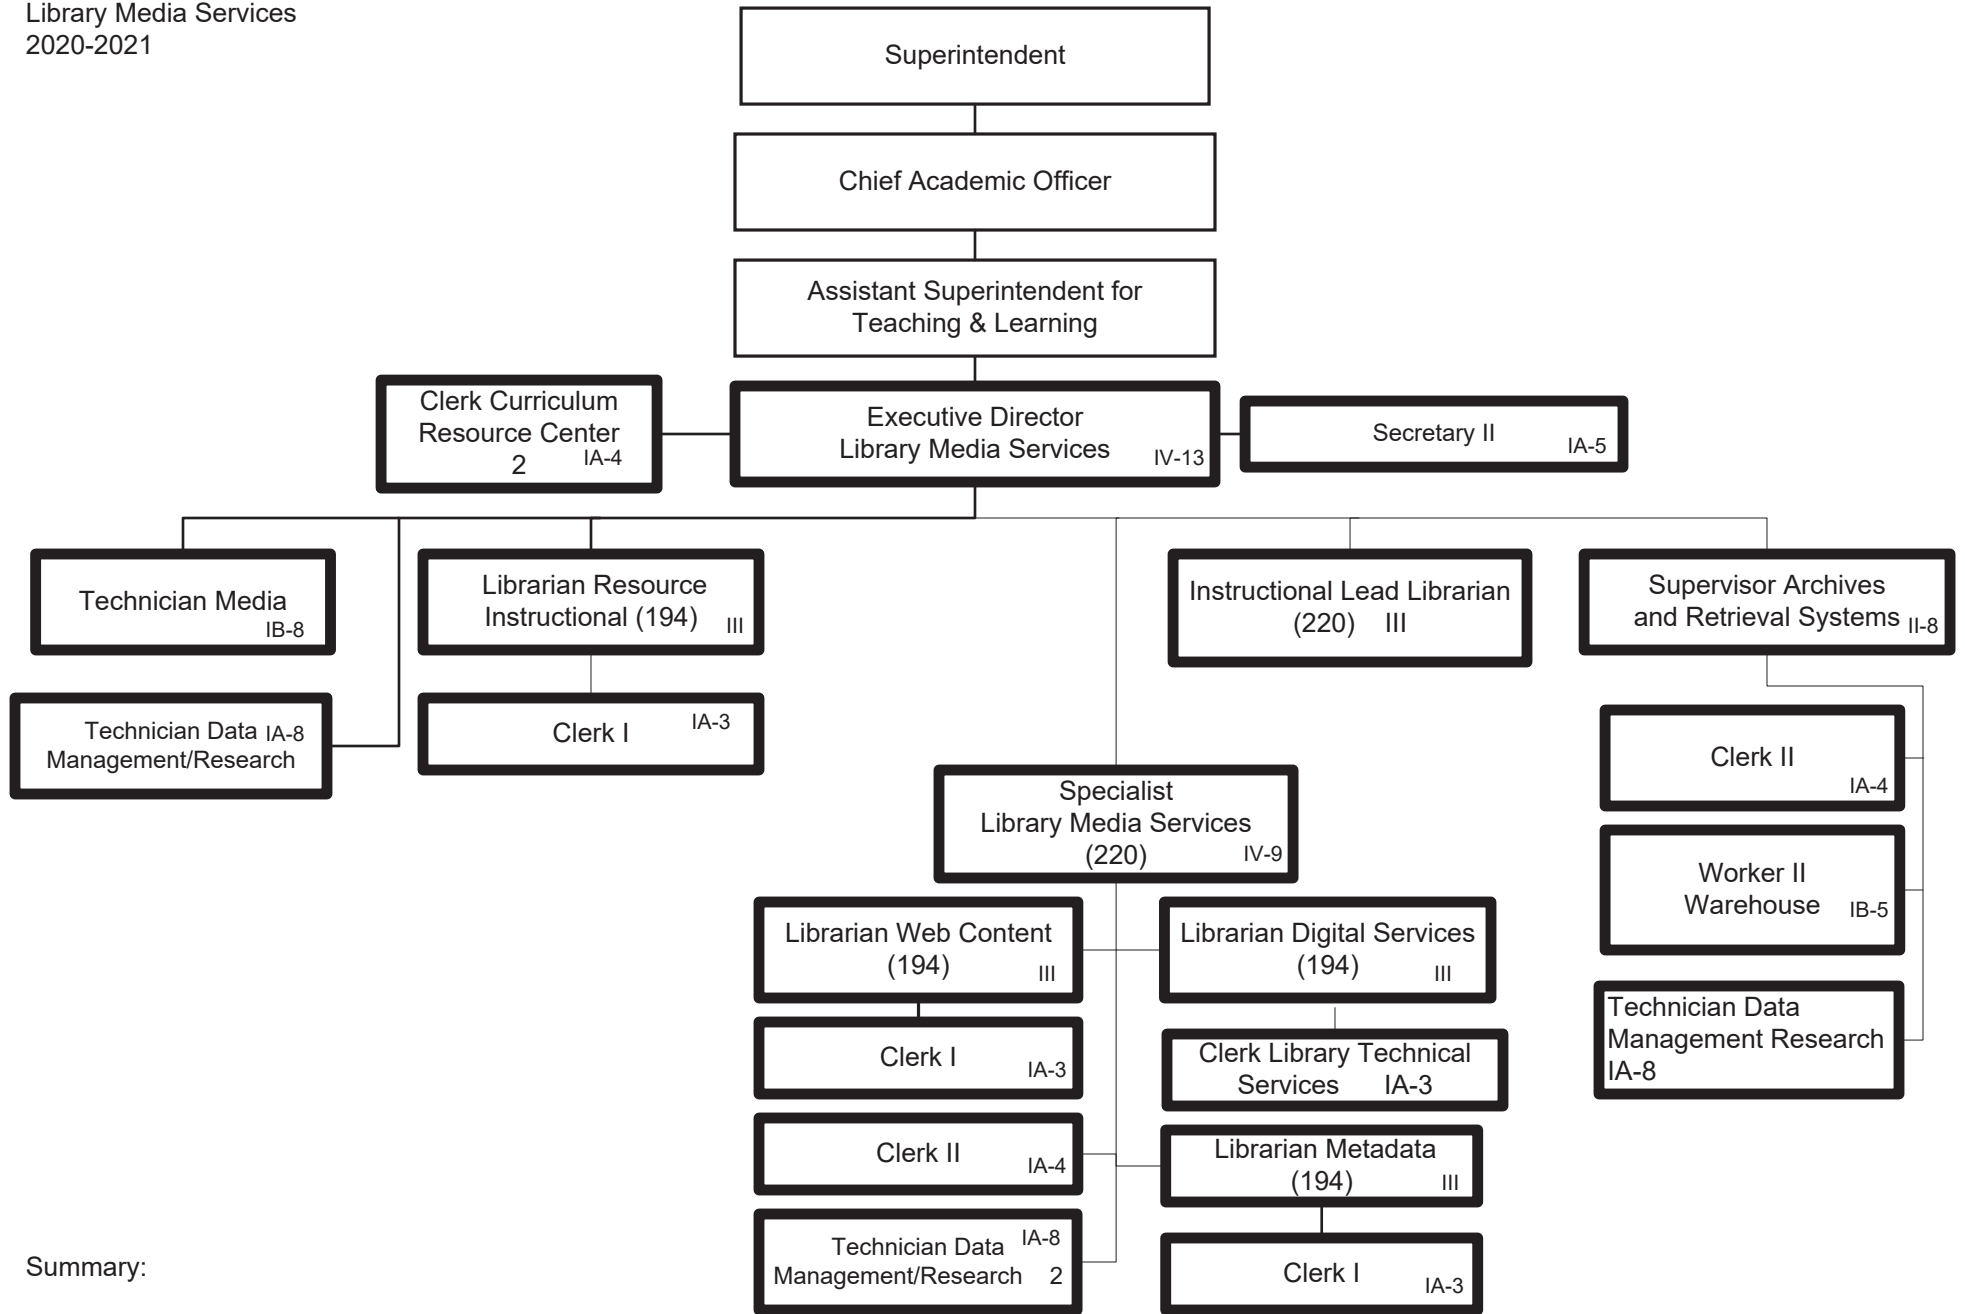 Library Media Services
2020-2021
Superintendent
Chief Academic Officer
Assistant Superintendent for
Teaching & Learning
Clerk Curriculum
Resource Center
2 IA-4
Executive Director
Library Media Services IV-13
Secretary II IA-5
Technician Media
IB-8
Librarian Resource
Instructional (194) III
Instructional Lead Librarian
(220) III
Supervisor Archives
and Retrieval Systems II-8
Technician Data IA-8
Management/Research
Clerk I IA-3
Clerk II
IA-4
Specialist
Library Media Services
(220) IV-9
Worker II
Warehouse IB-5
Librarian Web Content
(194) III
Librarian Digital Services
(194) III
Technician Data
Management Research
IA-8
Clerk I
IA-3
Clerk Library Technical
Services IA-3
Clerk II
IA-4
Librarian Metadata
(194) III
Technician Data IA-8
Management/Research 2
Clerk I
IA-3
Summary: